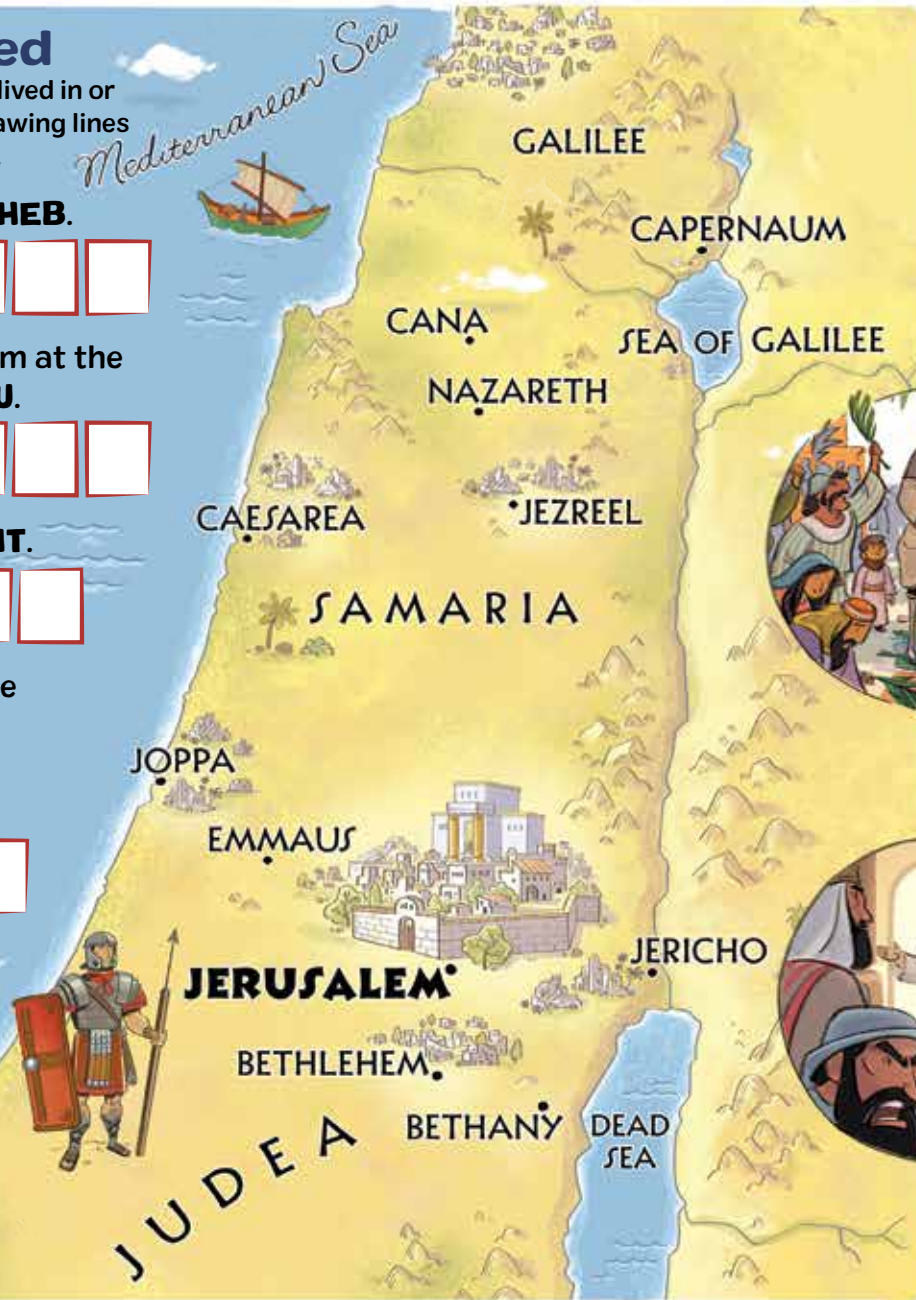 ed
lived in or
awing lines
HEB.
m at the
U.
IT.
e
Mediterranean Sea
GALILEE
CAPERNAUM
CANA
SEA OF GALILEE
NAZARETH
CAESAREA
JEZREEL
SAMARIA
JOPPA
EMMAUS
JERICHO
JERUSALEM
BETHLEHEM
BETHANY
DEAD
SEA
JUDEA